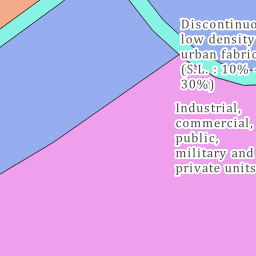 Discontinuo
low density
urban fabric
(S.L. : 10% -
30%)
Industrial,
commercial,
public,
military and
private units